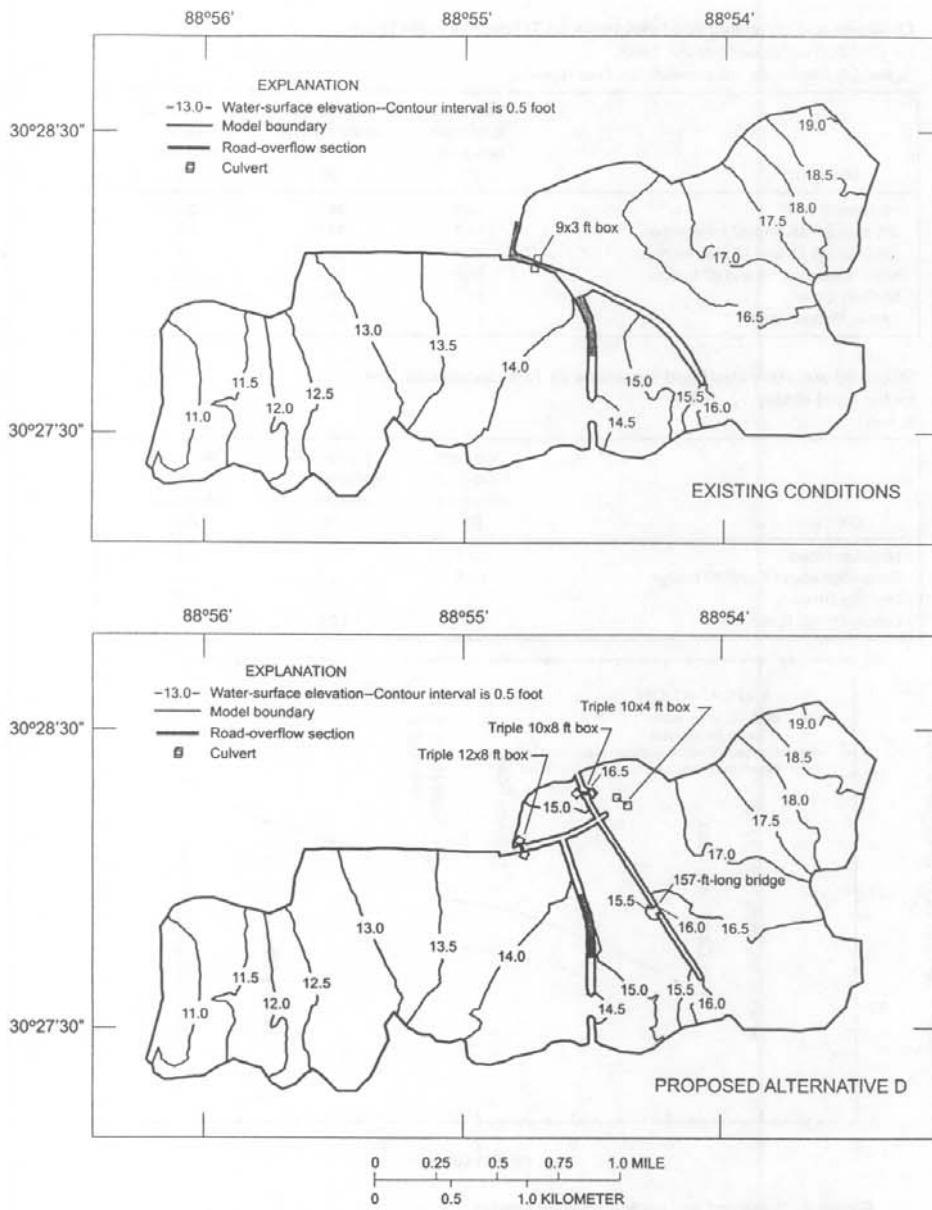 88°56'
88°55'
88°54'
EXPLANATION
–13.0– Water-surface elevation--Contour interval is 0.5 foot
Model boundary
Road-overflow section
Culvert
30°28'30"
19.0
18.5
18.0
17.5
17.0
16.5
9x3 ft box
13.0
13.5
14.0
15.0
15.5
16.0
14.5
11.5
12.5
12.0
11.0
30°27'30"
EXISTING CONDITIONS
88°56'
88°55'
88°54'
EXPLANATION
–13.0– Water-surface elevation--Contour interval is 0.5 foot
Model boundary
Road-overflow section
Culvert
Triple 10x4 ft box
Triple 10x8 ft box
Triple 12x8 ft box
30°28'30"
19.0
18.5
18.0
17.5
17.0
16.5
15.0
157-ft-long bridge
15.5
16.0
16.5
13.0
13.5
14.0
15.0
15.5
16.0
14.5
11.5
12.5
12.0
11.0
30°27'30"
PROPOSED ALTERNATIVE D
0 0.25 0.5 0.75 1.0 MILE
0 0.5 1.0 KILOMETER